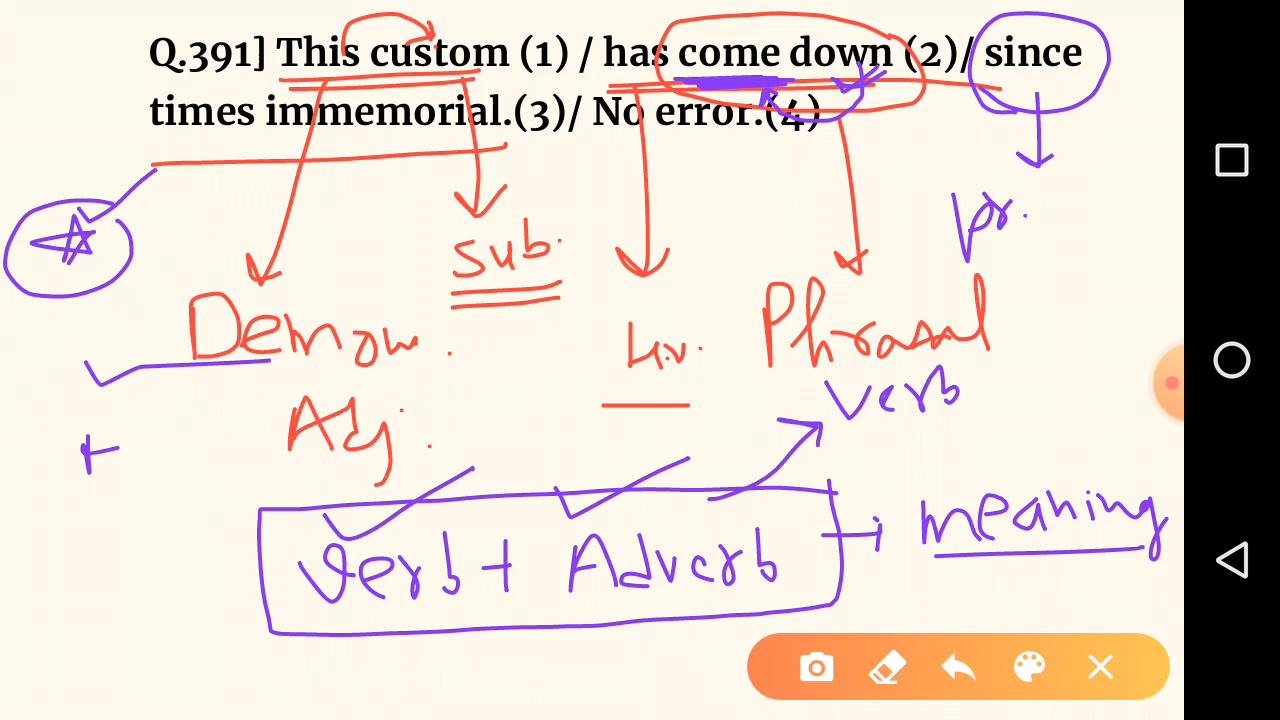 Q.391] This custom (1) / has come down (2)/ since
times immemorial.(3)/ No error.(4)
pr.
sub.
Demon.
H.v.
Phrasal
verb
Adj.
meaning
Verb + Adverb